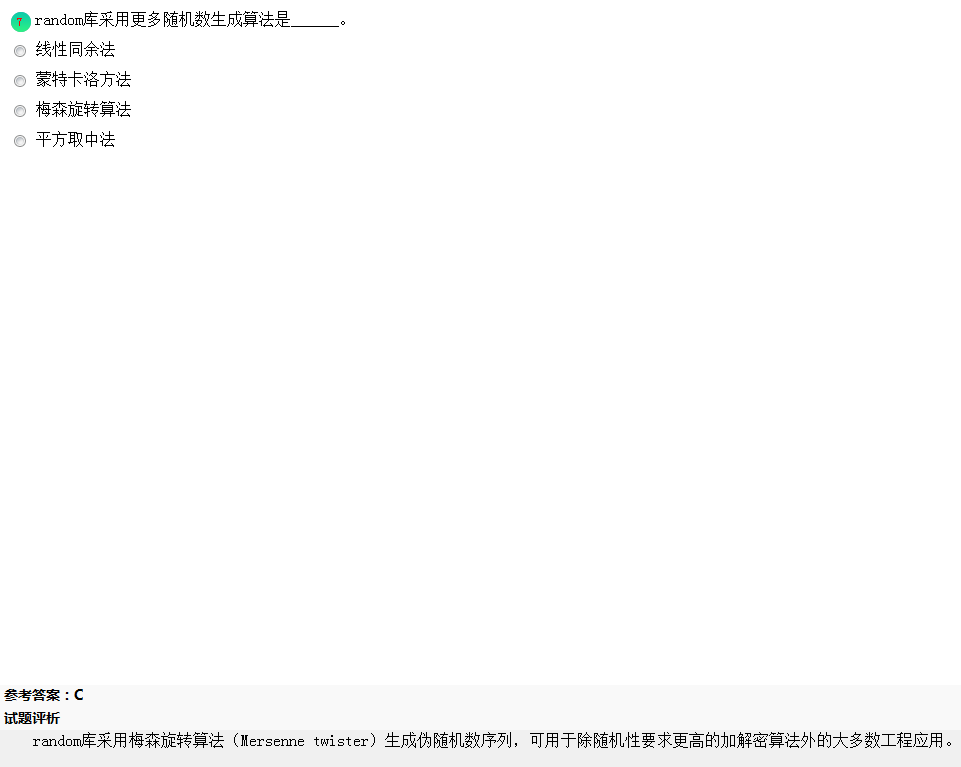 7 random库采用更多随机数生成算法是______。
线性同余法
蒙特卡洛方法
梅森旋转算法
平方取中法
参考答案：C
试题评析
random库采用梅森旋转算法（Mersenne twister）生成伪随机数序列，可用于除随机性要求更高的加解密算法外的大多数工程应用。